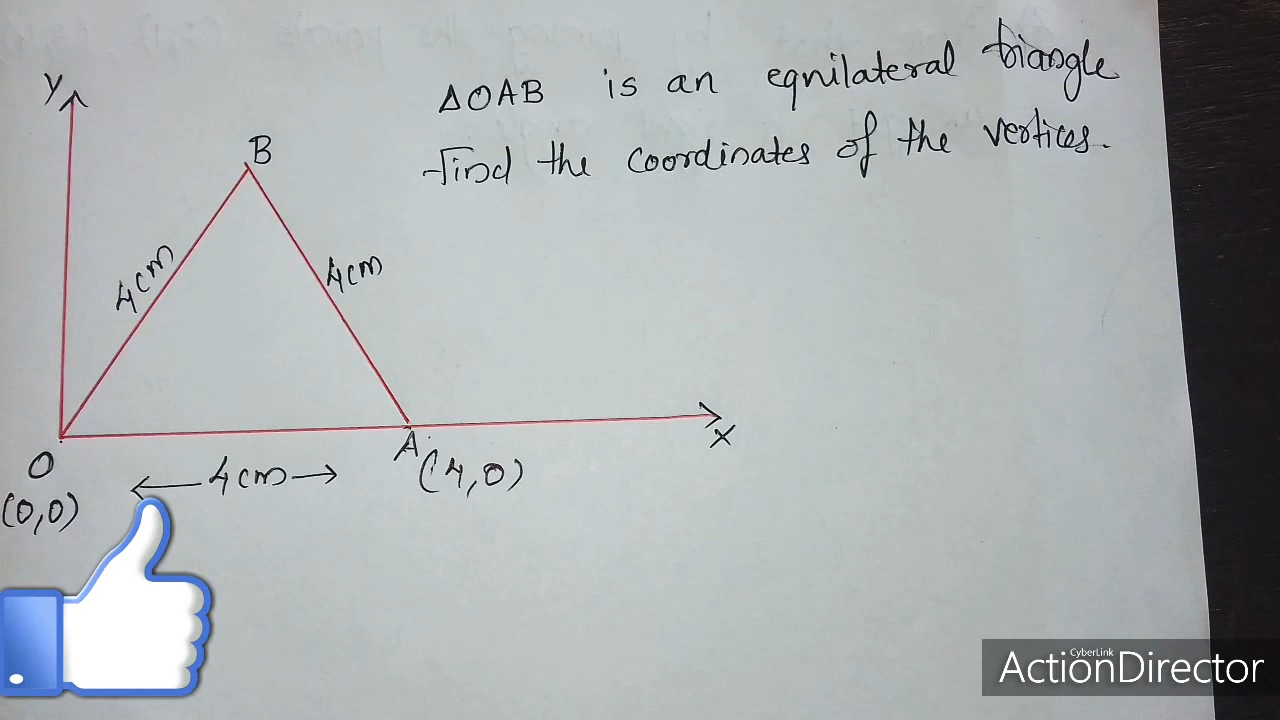 Y
ΔOAB is an equilateral triangle
Find the coordinates of the vertices.
B
4cm
4cm
O
A
X
4cm
(4,0)
(0,0)
CyberLink
ActionDirector